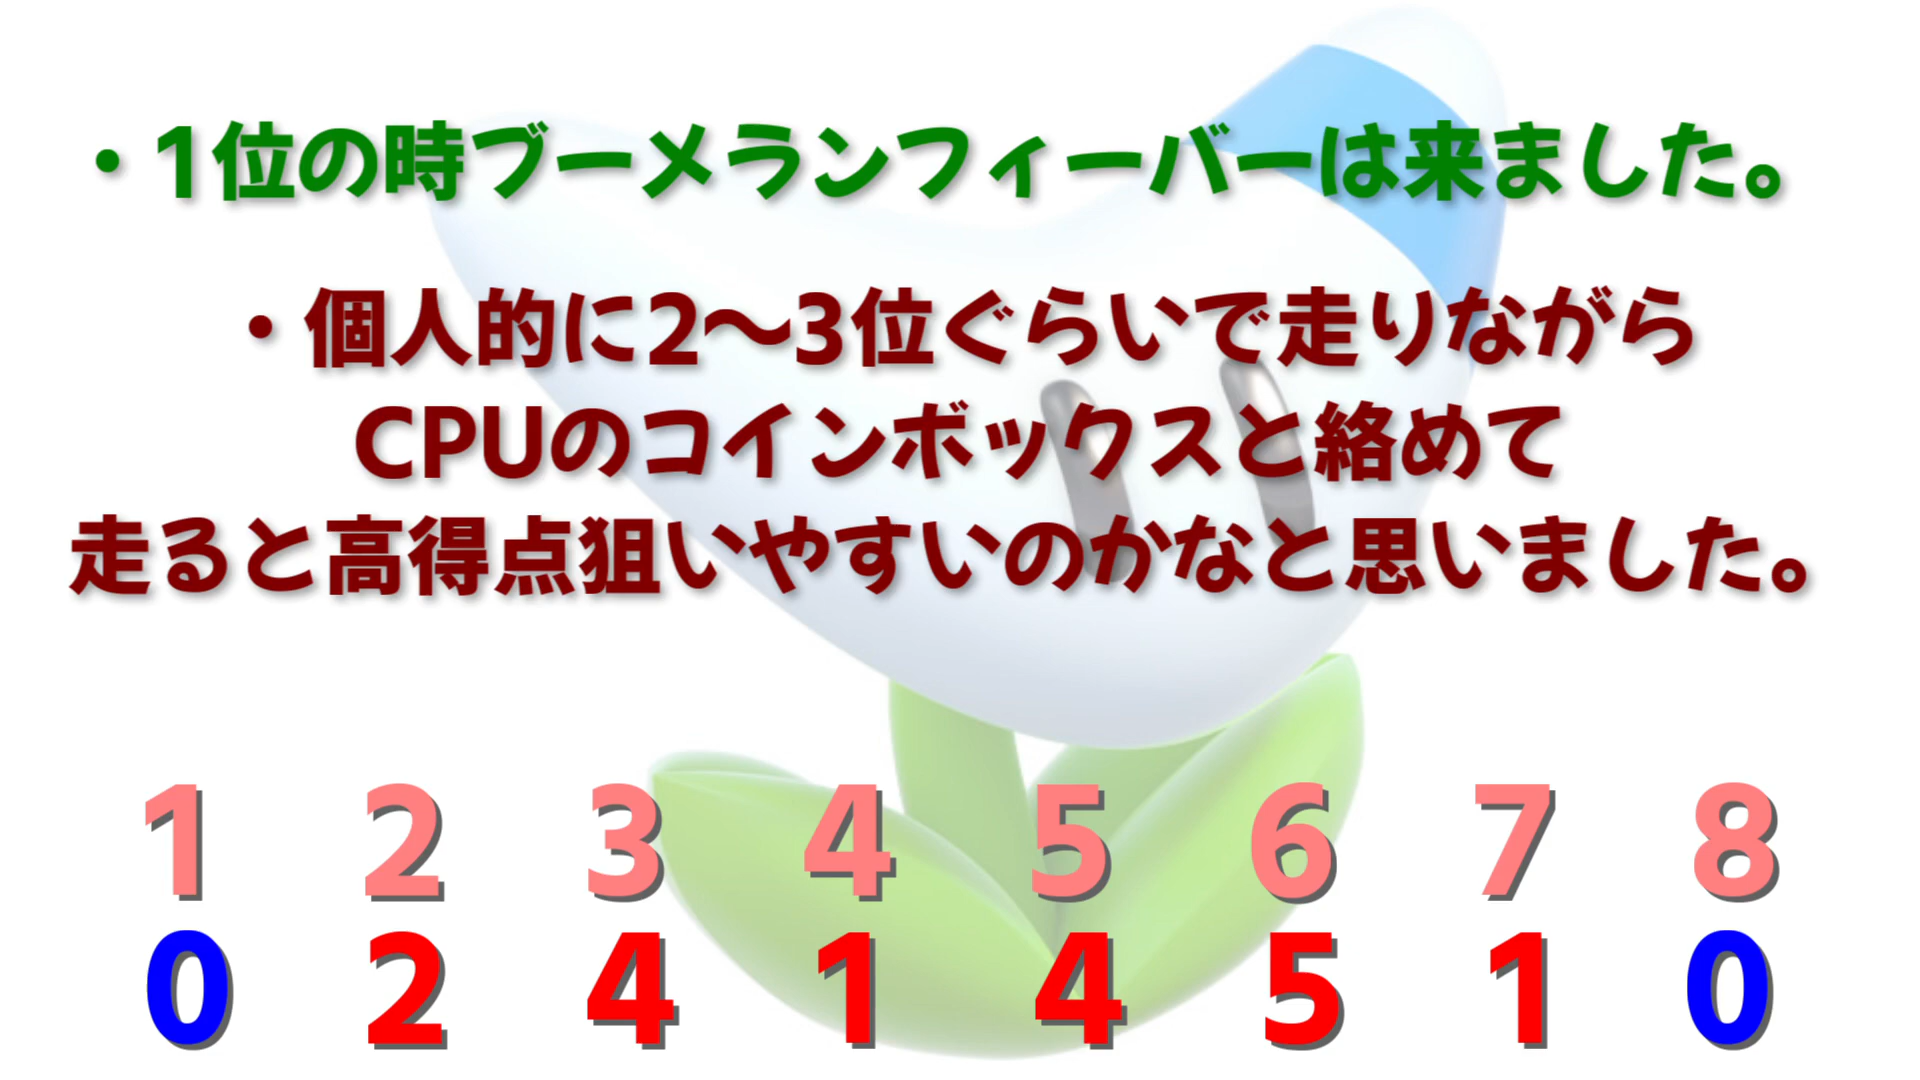 ・1位の時ブーメランフィーバーは来ました。
・個人的に2〜3位ぐらいで走りながら
CPUのコインボックスと絡めて
走ると高得点狙いやすいのかなと思いました。
1 2 3 4 5 6 7 8
0 2 4 1 4 5 1 0